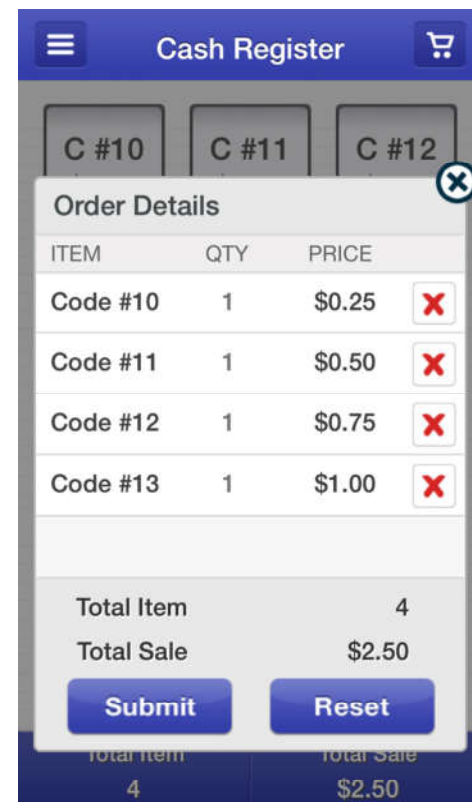 Cash Register
C #10 C #11 C #12
Order Details
ITEM QTY PRICE
Code #10 1 $0.25
Code #11 1 $0.50
Code #12 1 $0.75
Code #13 1 $1.00
Total Item 4
Total Sale $2.50
Submit Reset
Total Item Total Sale
4 $2.50